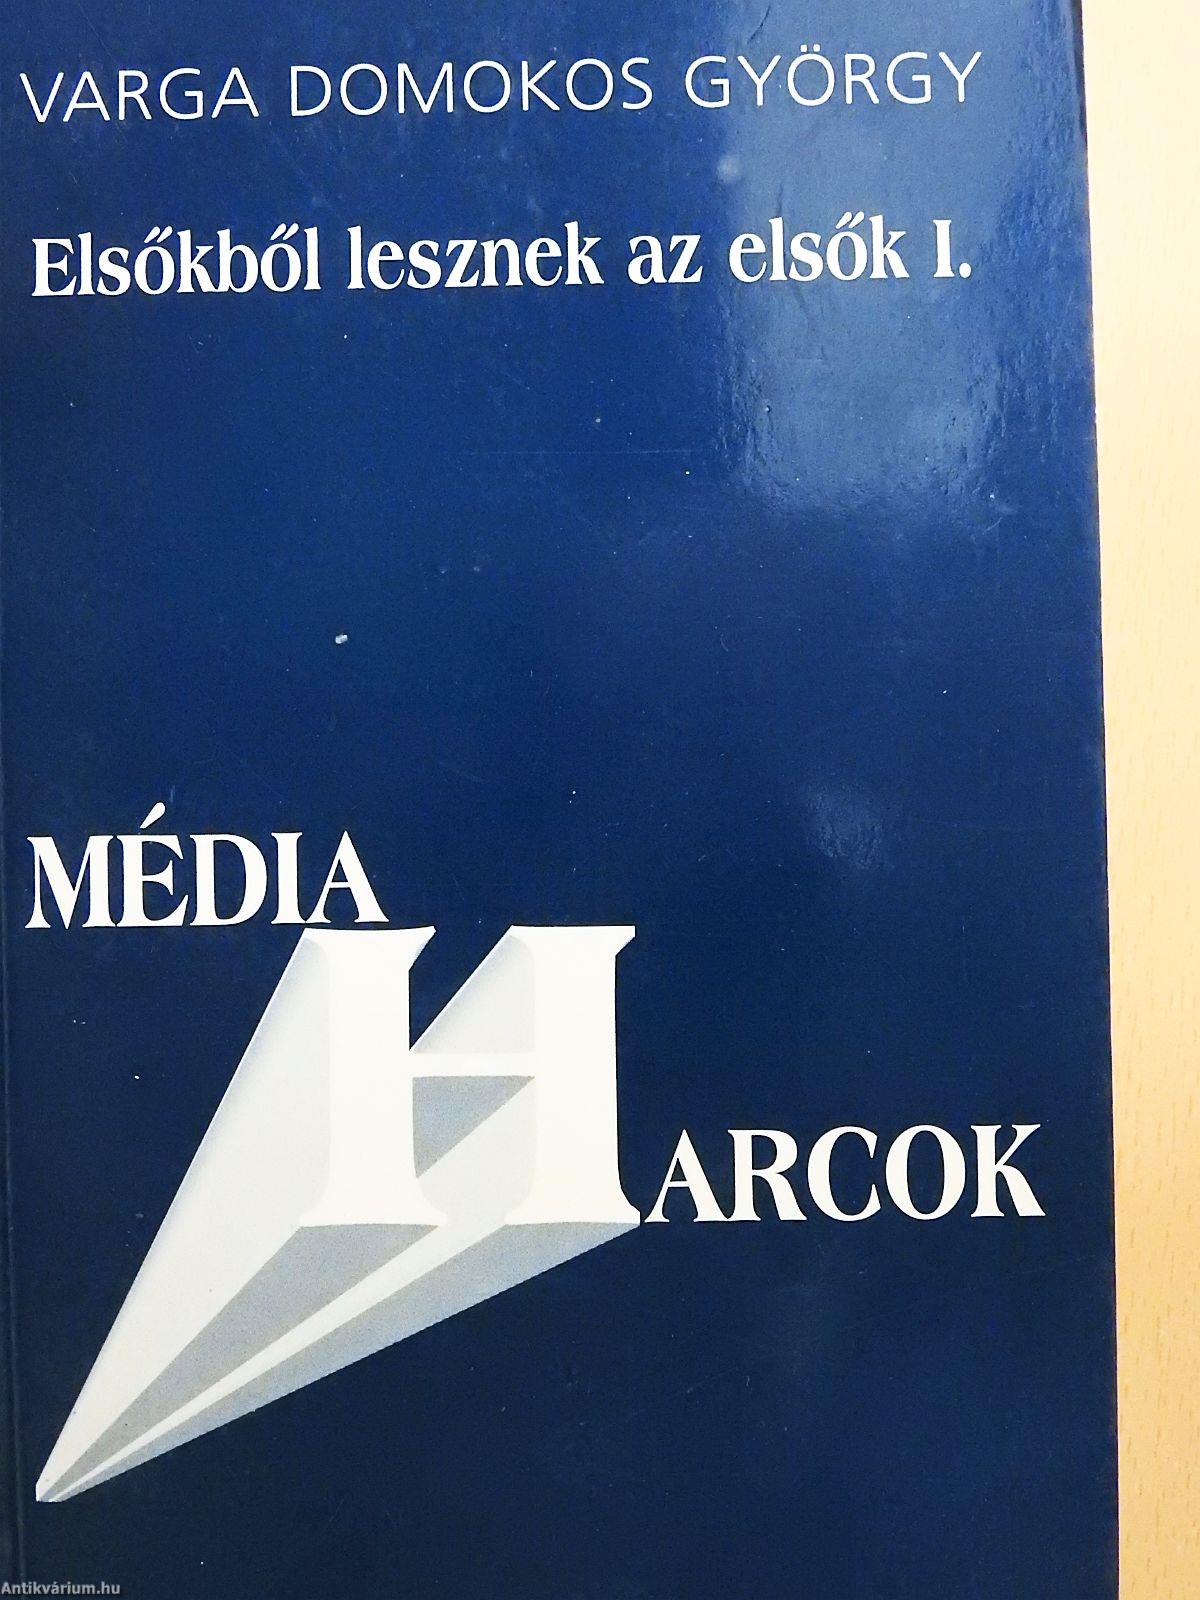 VARGA DOMOKOS GYÖRGY
Elsőkből lesznek az elsők I.
MÉDIA
HARCOK
Antikvárium.hu